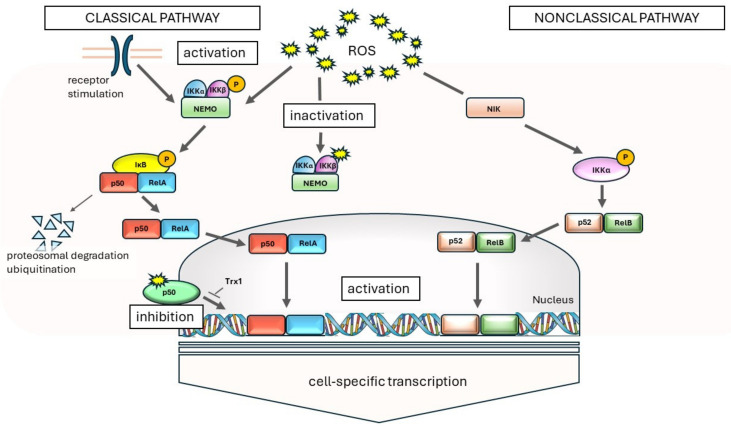 CLASSICAL PATHWAY
NONCLASSICAL PATHWAY
activation
ROS
receptor
stimulation
IKKα
IKKβ
P
NEMO
inactivation
NIK
IκB
P
p50
RelA
IKKα
IKKβ
NEMO
P
IKKα
p50
RelA
p52
RelB
proteosomal degradation
ubiquitination
p50
RelA
p52
RelB
p50
Trx1
activation
Nucleus
inhibition
cell-specific transcription